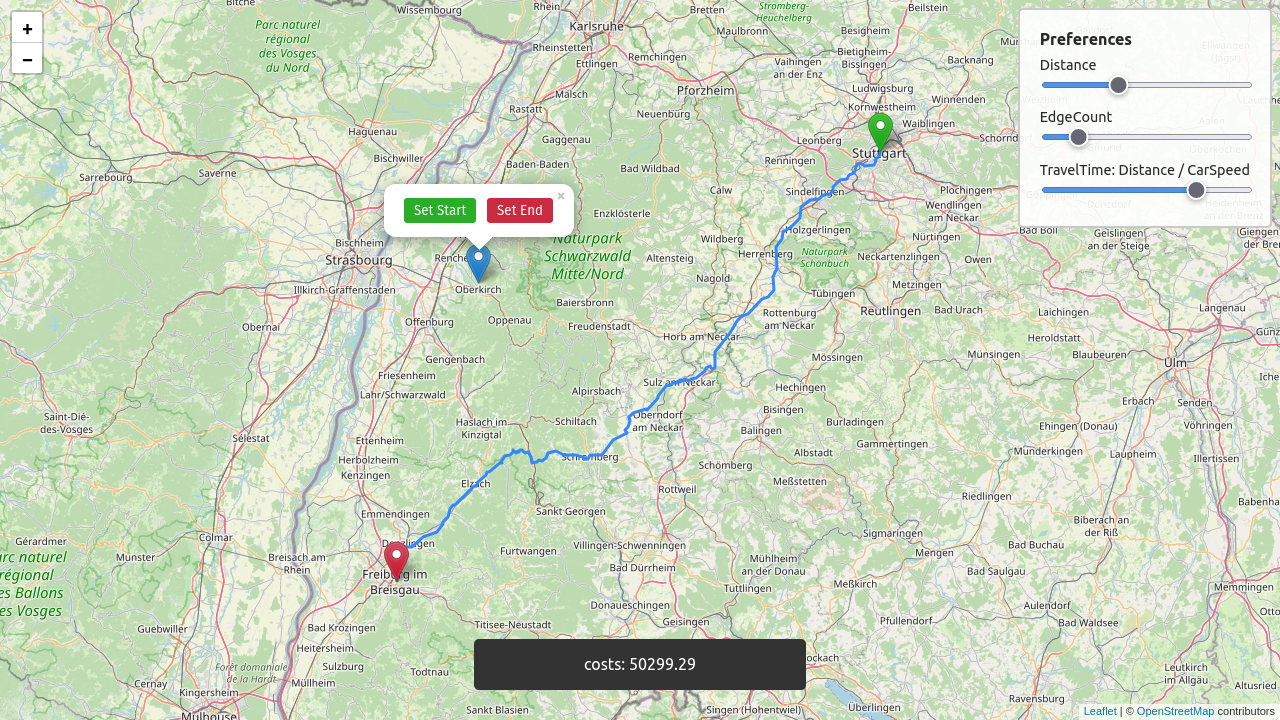 Bitche
Wissembourg
Rhein
Karlsruhe
Bretten
Stromberg-
Heuchelberg
Beilstein
+
−
Parc naturel
régional
des Vosges
du Nord
Rhein
Rheinstetten
Ettlingen
Remchingen
Maulbronn
Besigheim
Bietigheim-
Bissingen
Vaihingen
an der Enz
Backnang
Preferences
Distance
EdgeCount
TravelTime: Distance / CarSpeed
Malsch
Pforzheim
Ludwigsburg
Kornwestheim
Winnenden
Rastatt
Neuenburg
Waiblingen
Haguenau
Gaggenau
Leonberg
Stuttgart
Schorndorf
Bischwiller
Baden-Baden
Bad Wildbad
Renningen
Sarrebourg
Saverne
Calw
Sindelfingen
Plochingen
Set Start
Set End
×
Enzklösterle
Wendlingen
am Neckar
Bad Boll
Geislingen
an der Steige
Holzgerlingen
Nürtingen
Bischheim
Strasbourg
Renchen
Naturpark
Schwarzwald
Mitte/Nord
Wildberg
Altensteig
Herrenberg
Naturpark
Schönbuch
Neckartenzlingen
Owen
Nagold
Metzingen
Illkirch-Graffenstaden
Oberkirch
Tübingen
Baiersbronn
Reutlingen
Bad Urach
Laichingen
Langenau
Obernai
Offenburg
Oppenau
Freudenstadt
Rottenburg
am Neckar
Horb am Neckar
Heroldstatt
Gengenbach
Mössingen
Münsingen
Blaubeuren
Ulm
Friesenheim
Sulz am Neckar
Hechingen
Lahr/Schwarzwald
Alpirsbach
Erbach
Senden
Saint-Dié-
des-Vosges
Bisingen
Haslach im
Kinzigtal
Schiltach
Oberndorf
am Neckar
Burladingen
Ehingen (Donau)
Vöhringen
Sélestat
Ettenheim
Balingen
Gammertingen
Munderkingen
Herbolzheim
Kenzingen
Schramberg
Albstadt
Laupheim
Illertissen
Schömberg
Elzach
Meßstetten
Rottweil
Riedlingen
Babenha
Emmendingen
Sankt Georgen
Biberach an
der Riß
Gérardmer
Colmar
Denzlingen
Villingen-Schwenningen
Sigmaringen
Bad Buchau
arc naturel
régional
es Ballons
es Vosges
Munster
Breisach am
Rhein
Furtwangen
Mengen
Mühlheim
an der Donau
Bad Dürrheim
Bad Saulgau
Freiburg im
Breisgau
Meßkirch
Tuttlingen
Memmingen
Donaueschingen
Aulendorf
Guebwiller
Bad Krozingen
Titisee-Neustadt
Geisingen
Pfullendorf
Bad Waldsee
Heitersheim
Forêt domaniale
de la Hardt
Sulzburg
Todtnau
costs: 50299.29
Leutkirch
im Allgäu
Cernay
Kingersheim
Müllheim
Altusried
Ravensburg
Mulhouse
Sankt Blasien
Singen (Hohentwiel)
Überlingen
Leaflet | © OpenStreetMap contributors